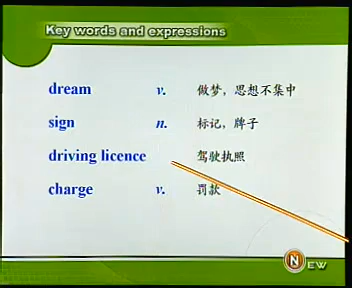 Key words and expressions
dream v. 做梦，思想不集中
sign n. 标记，牌子
driving licence 驾驶执照
charge v. 罚款
NEW